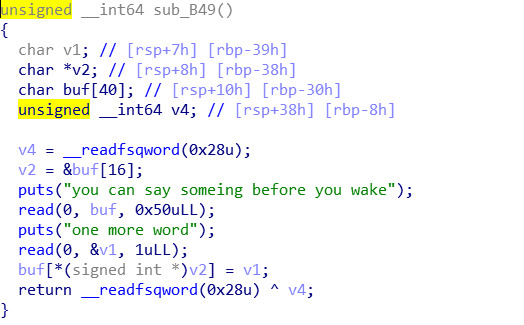 unsigned __int64 sub_B49()
{
  char v1; // [rsp+7h] [rbp-39h]
  char *v2; // [rsp+8h] [rbp-38h]
  char buf[40]; // [rsp+10h] [rbp-30h]
  unsigned __int64 v4; // [rsp+38h] [rbp-8h]

  v4 = __readfsqword(0x28u);
  v2 = &buf[16];
  puts("you can say someing before you wake");
  read(0, buf, 0x50uLL);
  puts("one more word");
  read(0, &v1, 1uLL);
  buf[*(signed int *)v2] = v1;
  return __readfsqword(0x28u) ^ v4;
}